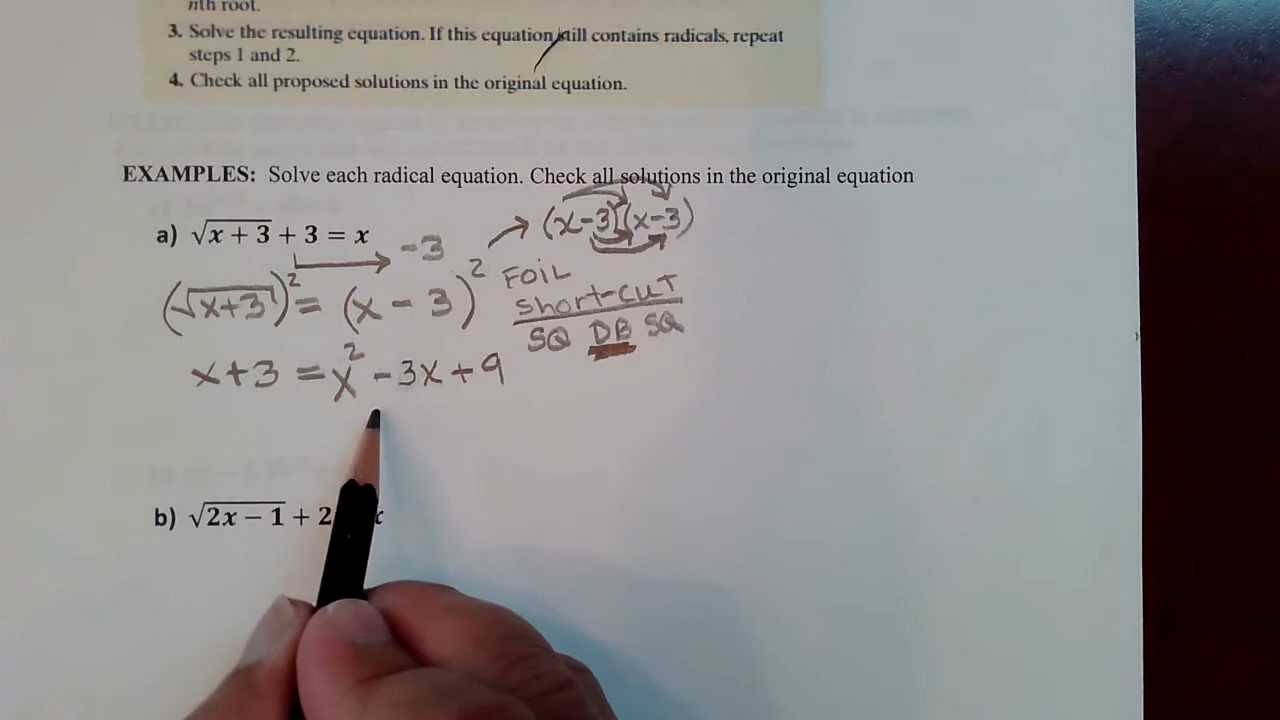 nth root.
3. Solve the resulting equation. If this equation still contains radicals, repeat
steps 1 and 2.
4. Check all proposed solutions in the original equation.
EXAMPLES: Solve each radical equation. Check all solutions in the original equation
a) √x + 3 + 3 = x
-3
→ (x-3)(x-3)
(√x+3)² = (x - 3)²
FOIL
Short-cut
SQ DB SQ
x+3 = x² - 3x + 9
b) √2x − 1 + 2